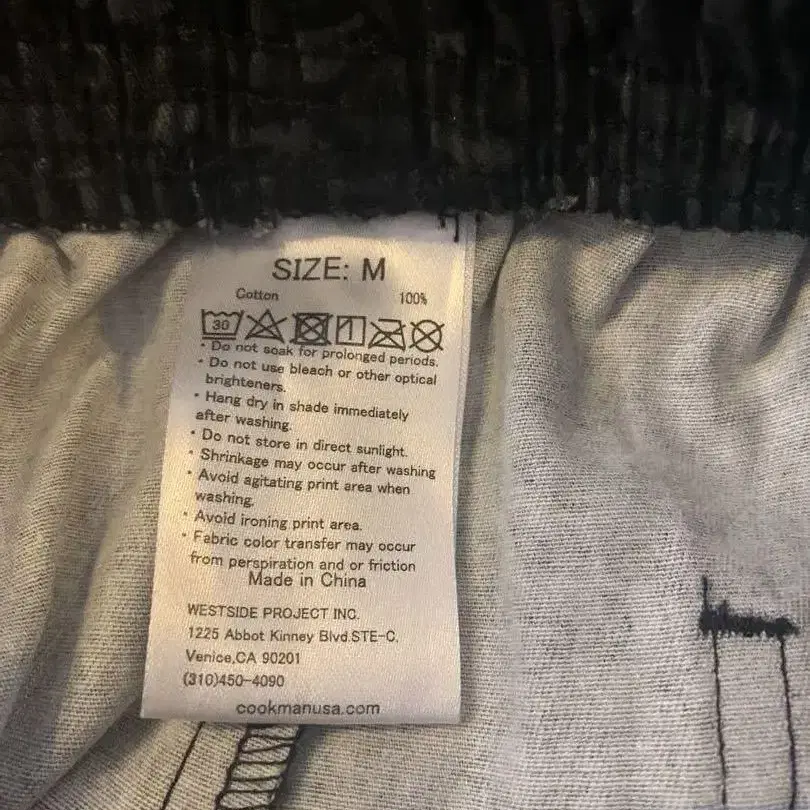 SIZE: M
Cotton 100%
30
• Do not soak for prolonged periods.
• Do not use bleach or other optical
brighteners.
• Hang dry in shade immediately
after washing.
• Do not store in direct sunlight.
• Shrinkage may occur after washing
• Avoid agitating print area when
washing.
• Avoid ironing print area.
• Fabric color transfer may occur
from perspiration and or friction
Made in China
WESTSIDE PROJECT INC.
1225 Abbot Kinney Blvd.STE-C.
Venice,CA 90201
(310)450-4090
cookmanusa.com